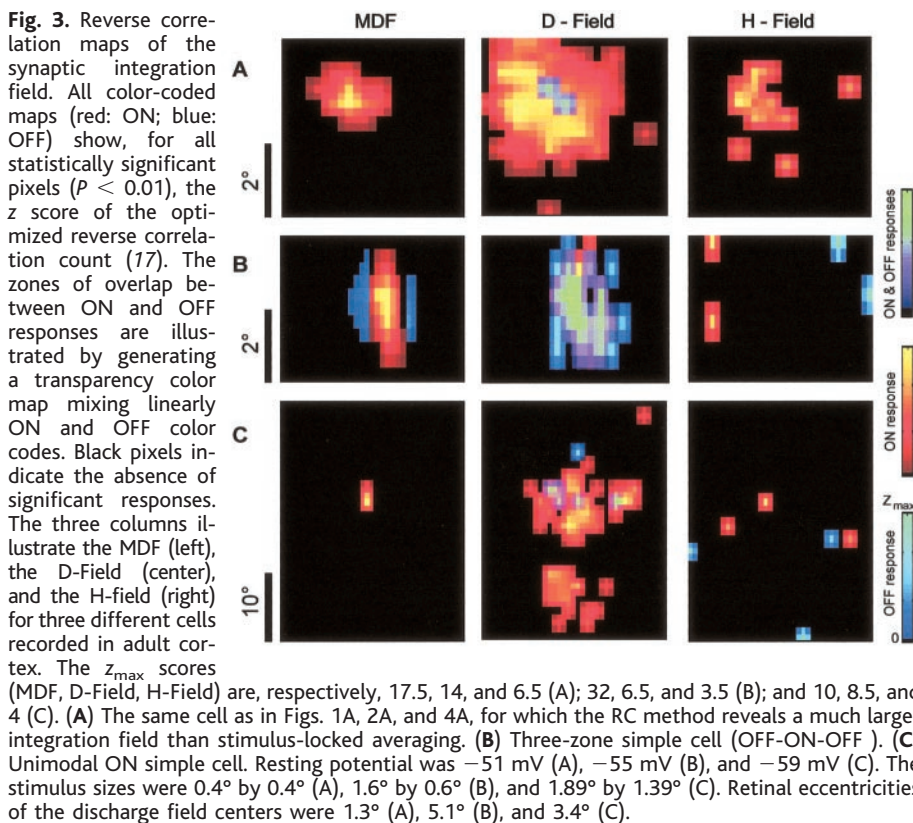 Fig. 3. Reverse corre-
lation maps of the
synaptic integration
field. All color-coded
maps (red: ON; blue:
OFF) show, for all
statistically significant
pixels (P < 0.01), the
z score of the opti-
mized reverse correla-
tion count (17). The
zones of overlap be-
tween ON and OFF
responses are illus-
trated by generating
a transparency color
map mixing linearly
ON and OFF color
codes. Black pixels in-
dicate the absence of
significant responses.
The three columns il-
lustrate the MDF (left),
the D-Field (center),
and the H-field (right)
for three different cells
recorded in adult cor-
tex. The zmax scores
(MDF, D-Field, H-Field) are, respectively, 17.5, 14, and 6.5 (A); 32, 6.5, and 3.5 (B); and 10, 8.5, and
4 (C). (A) The same cell as in Figs. 1A, 2A, and 4A, for which the RC method reveals a much large
integration field than stimulus-locked averaging. (B) Three-zone simple cell (OFF-ON-OFF ). (C
Unimodal ON simple cell. Resting potential was −51 mV (A), −55 mV (B), and −59 mV (C). The
stimulus sizes were 0.4° by 0.4° (A), 1.6° by 0.6° (B), and 1.89° by 1.39° (C). Retinal eccentricities
of the discharge field centers were 1.3° (A), 5.1° (B), and 3.4° (C).
MDF
D - Field
H - Field
A
2°
B
2°
C
10°
ON & OFF responses
ON response
Zmax
OFF response
0